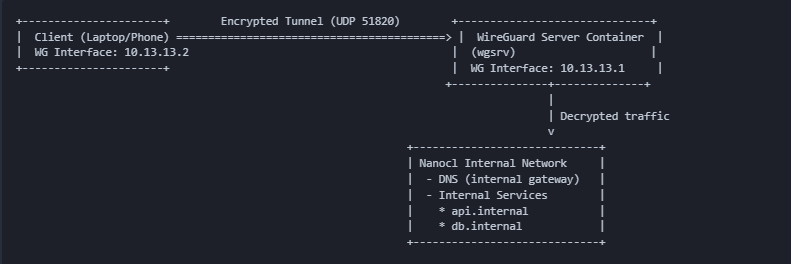 Encrypted Tunnel (UDP 51820)
Client (Laptop/Phone) ==========================================> WireGuard Server Container
WG Interface: 10.13.13.2 (wgsrv)
WG Interface: 10.13.13.1
Decrypted traffic
v
Nanocl Internal Network
- DNS (internal gateway)
- Internal Services
* api.internal
* db.internal